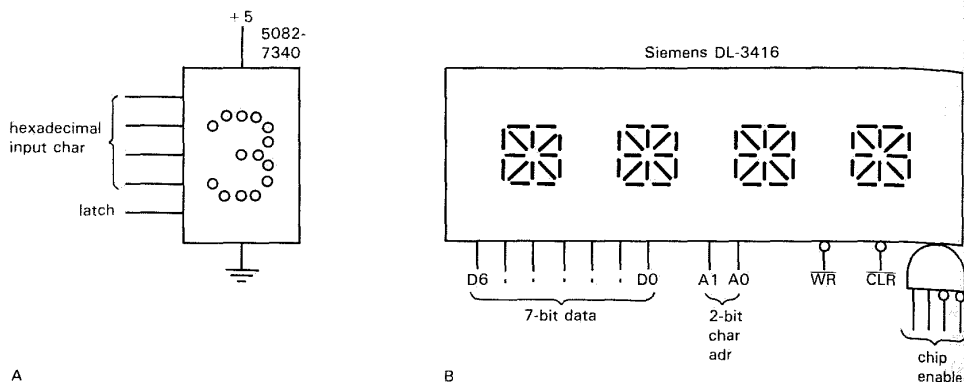 +5
5082-
7340
hexadecimal
input char
latch
A
Siemens DL-3416
D6
D0
A1 A0
WR
CLR
7-bit data
2-bit
char
adr
chip
enable
B